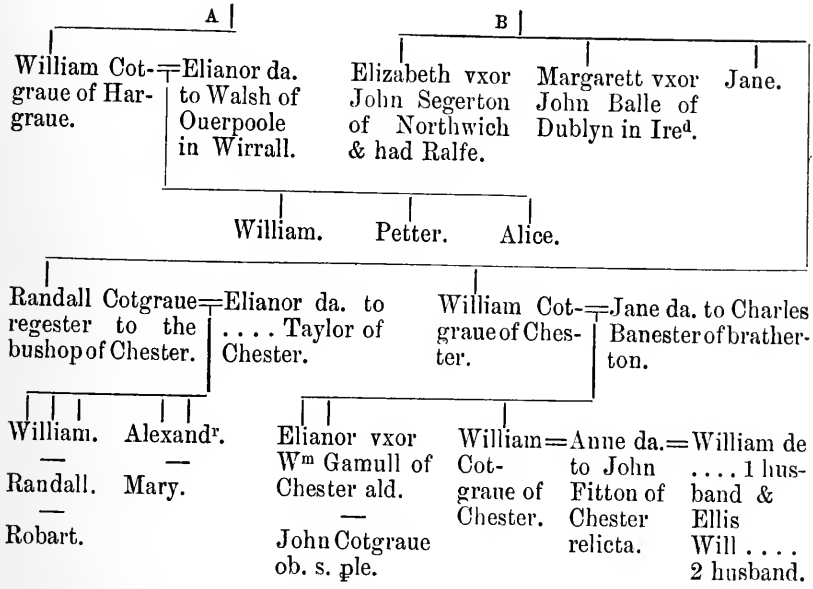 A
B
William Cot-
graue of Har-
graue.
Elianor da.
to Walsh of
Ouerpoole
in Wirrall.
Elizabeth vxor
John Segerton
of Northwich
& had Ralfe.
Margarett vxor
John Balle of
Dublyn in Ireᵈ.
Jane.
William.
Petter.
Alice.
Randall Cotgraue
regester to the
bushop of Chester.
Elianor da. to
.... Taylor of
Chester.
William Cot-
graue of Ches-
ter.
Jane da. to Charles
Banester of brather-
ton.
William.
Randall.
Robart.
Alexandʳ.
Mary.
Elianor vxor
Wᵐ Gamull of
Chester ald.
John Cotgraue
ob. s. ꝑle.
William
Cot-
graue of
Chester.
Anne da.
to John
Fitton of
Chester
relicta.
William de
.... 1 hus-
band &
Ellis
Will ....
2 husband.